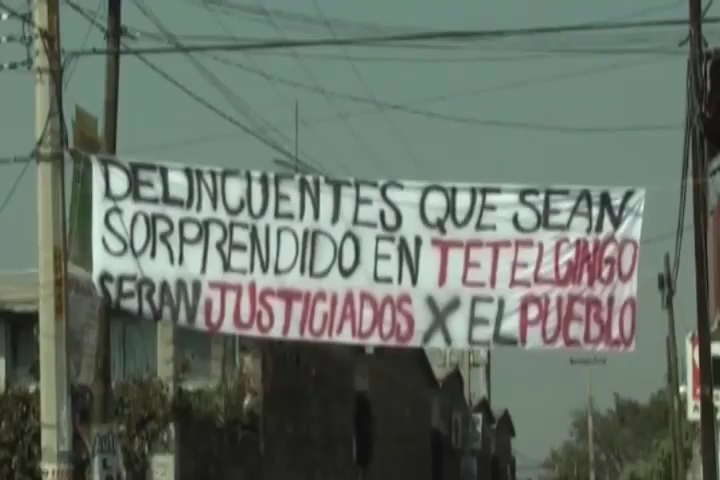 DELINCUENTES QUE SEAN
SORPRENDIDO EN TETELCINGO
SERAN JUSTICIADOS X EL PUEBLO